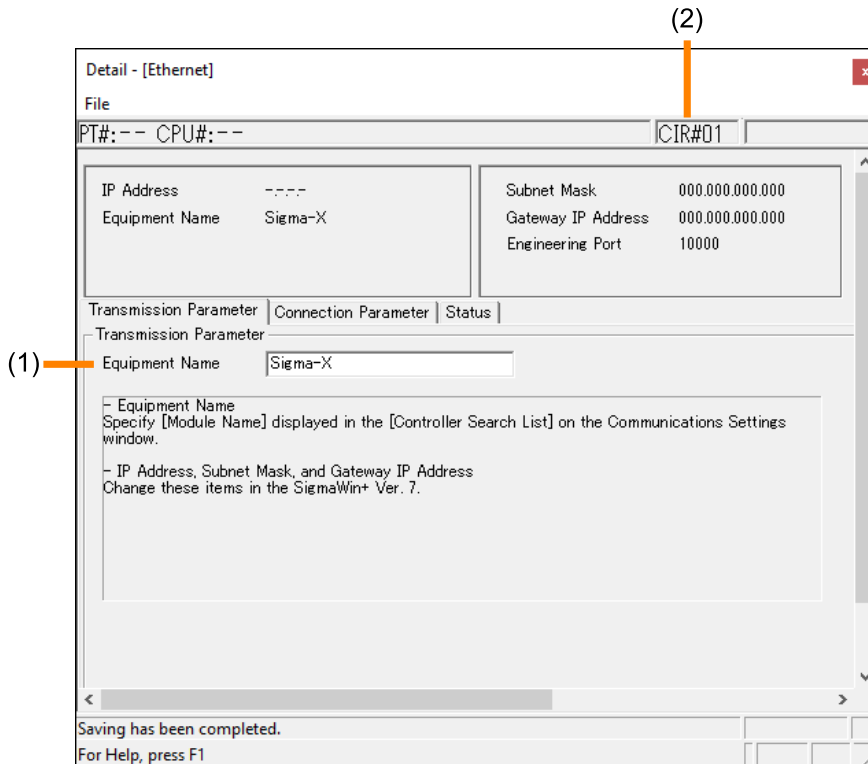 (2)
Detail - [Ethernet]
x
File
PT#:-- CPU#:--
CIR#01
IP Address -.-.-.-
Equipment Name Sigma-X
Subnet Mask 000.000.000.000
Gateway IP Address 000.000.000.000
Engineering Port 10000
Transmission Parameter Connection Parameter Status
Transmission Parameter
(1)
Equipment Name Sigma-X
- Equipment Name
Specify [Module Name] displayed in the [Controller Search List] on the Communications Settings
window.
- IP Address, Subnet Mask, and Gateway IP Address
Change these items in the SigmaWin+ Ver. 7.
Saving has been completed.
For Help, press F1